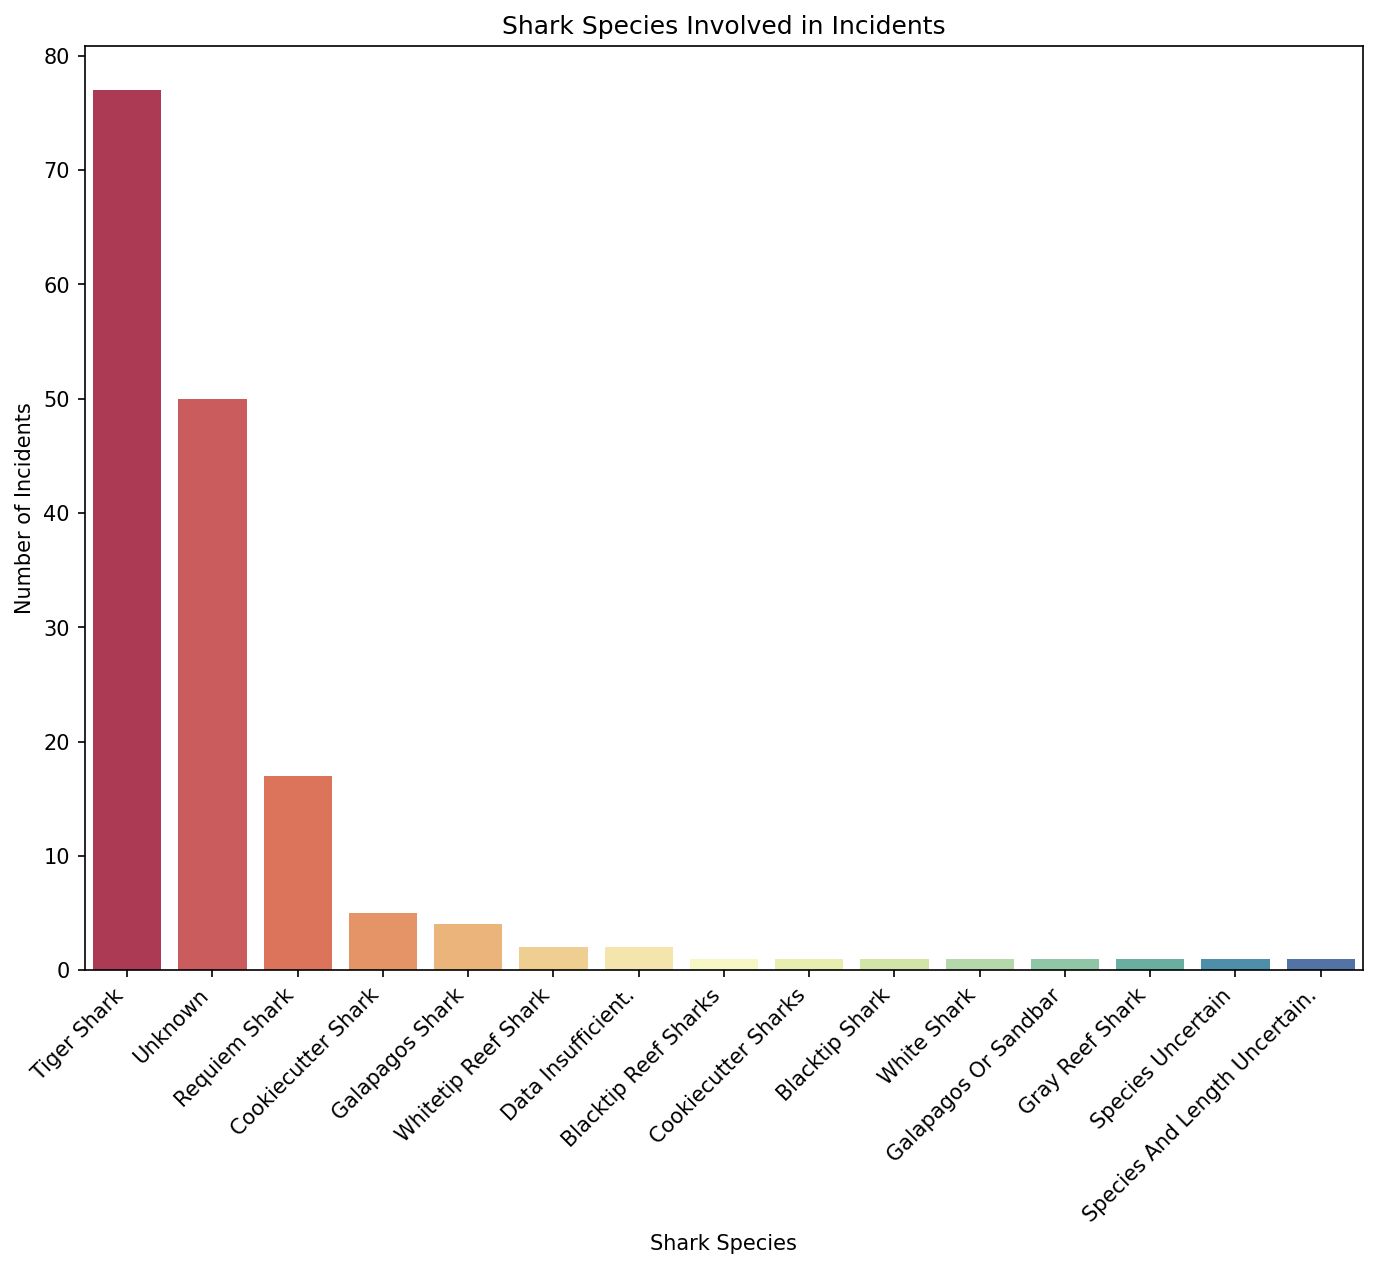 Shark Species Involved in Incidents
80
70
60
50
40
30
20
10
0
Number of Incidents
Tiger Shark
Unknown
Requiem Shark
Cookiecutter Shark
Galapagos Shark
Whitetip Reef Shark
Data Insufficient.
Blacktip Reef Sharks
Cookiecutter Sharks
Blacktip Shark
White Shark
Galapagos Or Sandbar
Gray Reef Shark
Species Uncertain
Species And Length Uncertain.
Shark Species